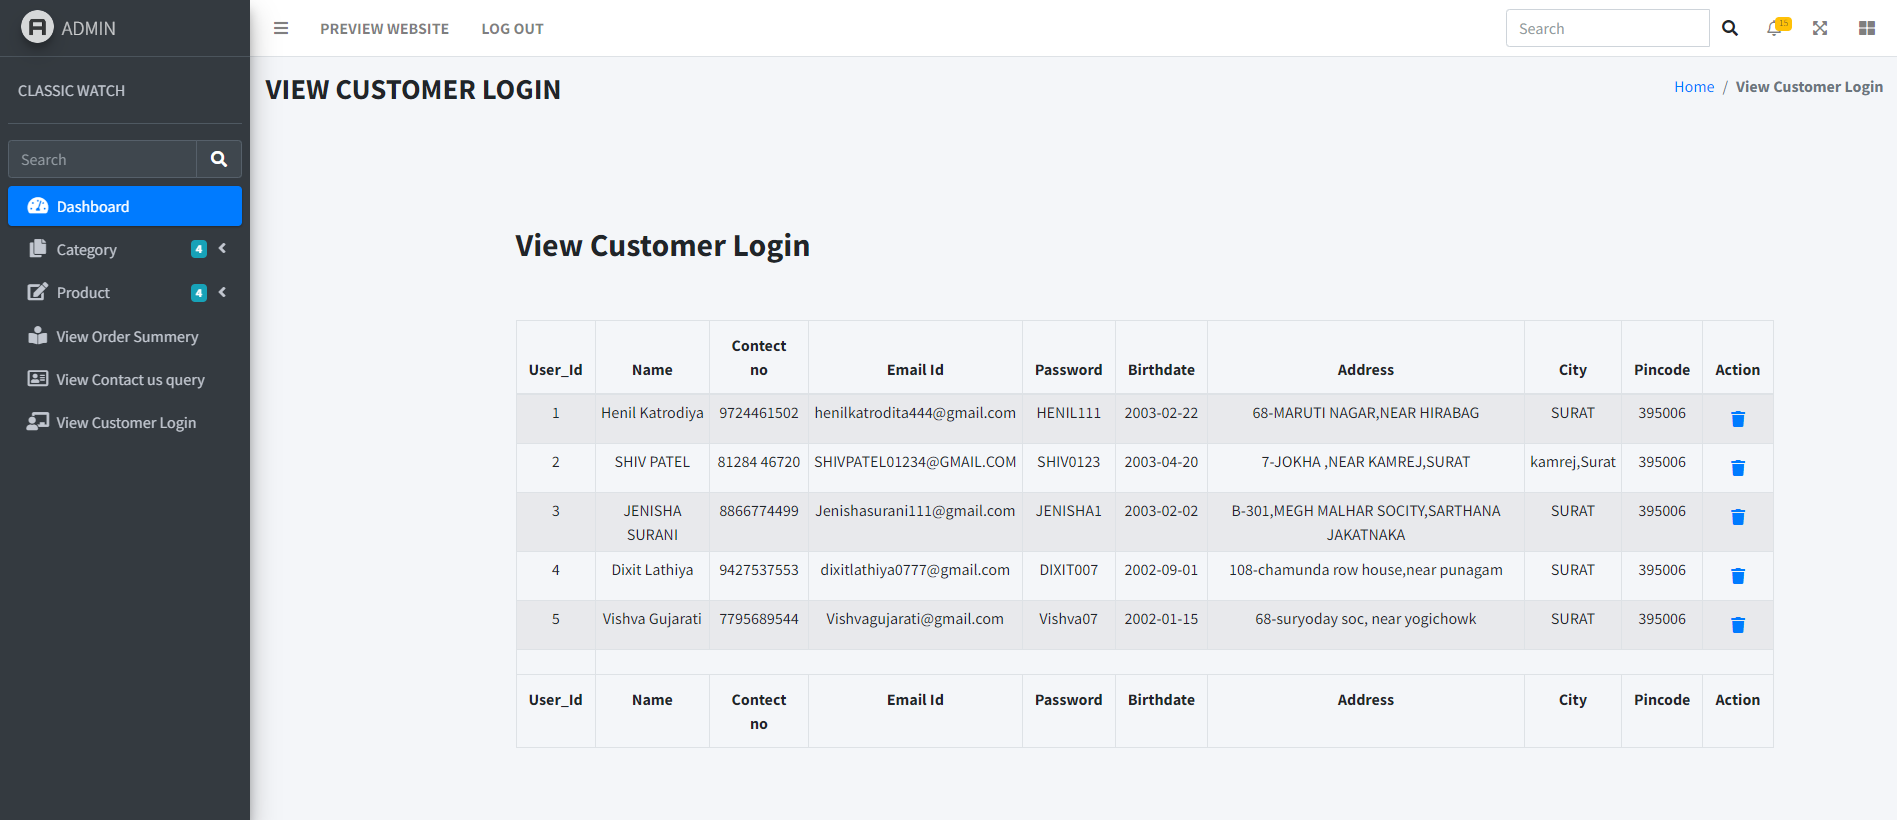 ADMIN
PREVIEW WEBSITE LOG OUT Search 15
VIEW CUSTOMER LOGIN
Home / View Customer Login
CLASSIC WATCH
Search
Dashboard
Category 4
Product 4
View Order Summery
View Contact us query
View Customer Login
View Customer Login
User_Id Name Contect no Email Id Password Birthdate Address City Pincode Action
1 Henil Katrodiya 9724461502 henilkatrodita444@gmail.com HENIL111 2003-02-22 68-MARUTI NAGAR,NEAR HIRABAG SURAT 395006
2 SHIV PATEL 81284 46720 SHIVPATEL01234@GMAIL.COM SHIV0123 2003-04-20 7-JOKHA ,NEAR KAMREJ,SURAT kamrej,Surat 395006
3 JENISHA SURANI 8866774499 Jenishasurani111@gmail.com JENISHA1 2003-02-02 B-301,MEGH MALHAR SOCITY,SARTHANA JAKATNAKA SURAT 395006
4 Dixit Lathiya 9427537553 dixitlathiya0777@gmail.com DIXIT007 2002-09-01 108-chamunda row house,near punagam SURAT 395006
5 Vishva Gujarati 7795689544 Vishvagujarati@gmail.com Vishva07 2002-01-15 68-suryoday soc, near yogichowk SURAT 395006
User_Id Name Contect no Email Id Password Birthdate Address City Pincode Action